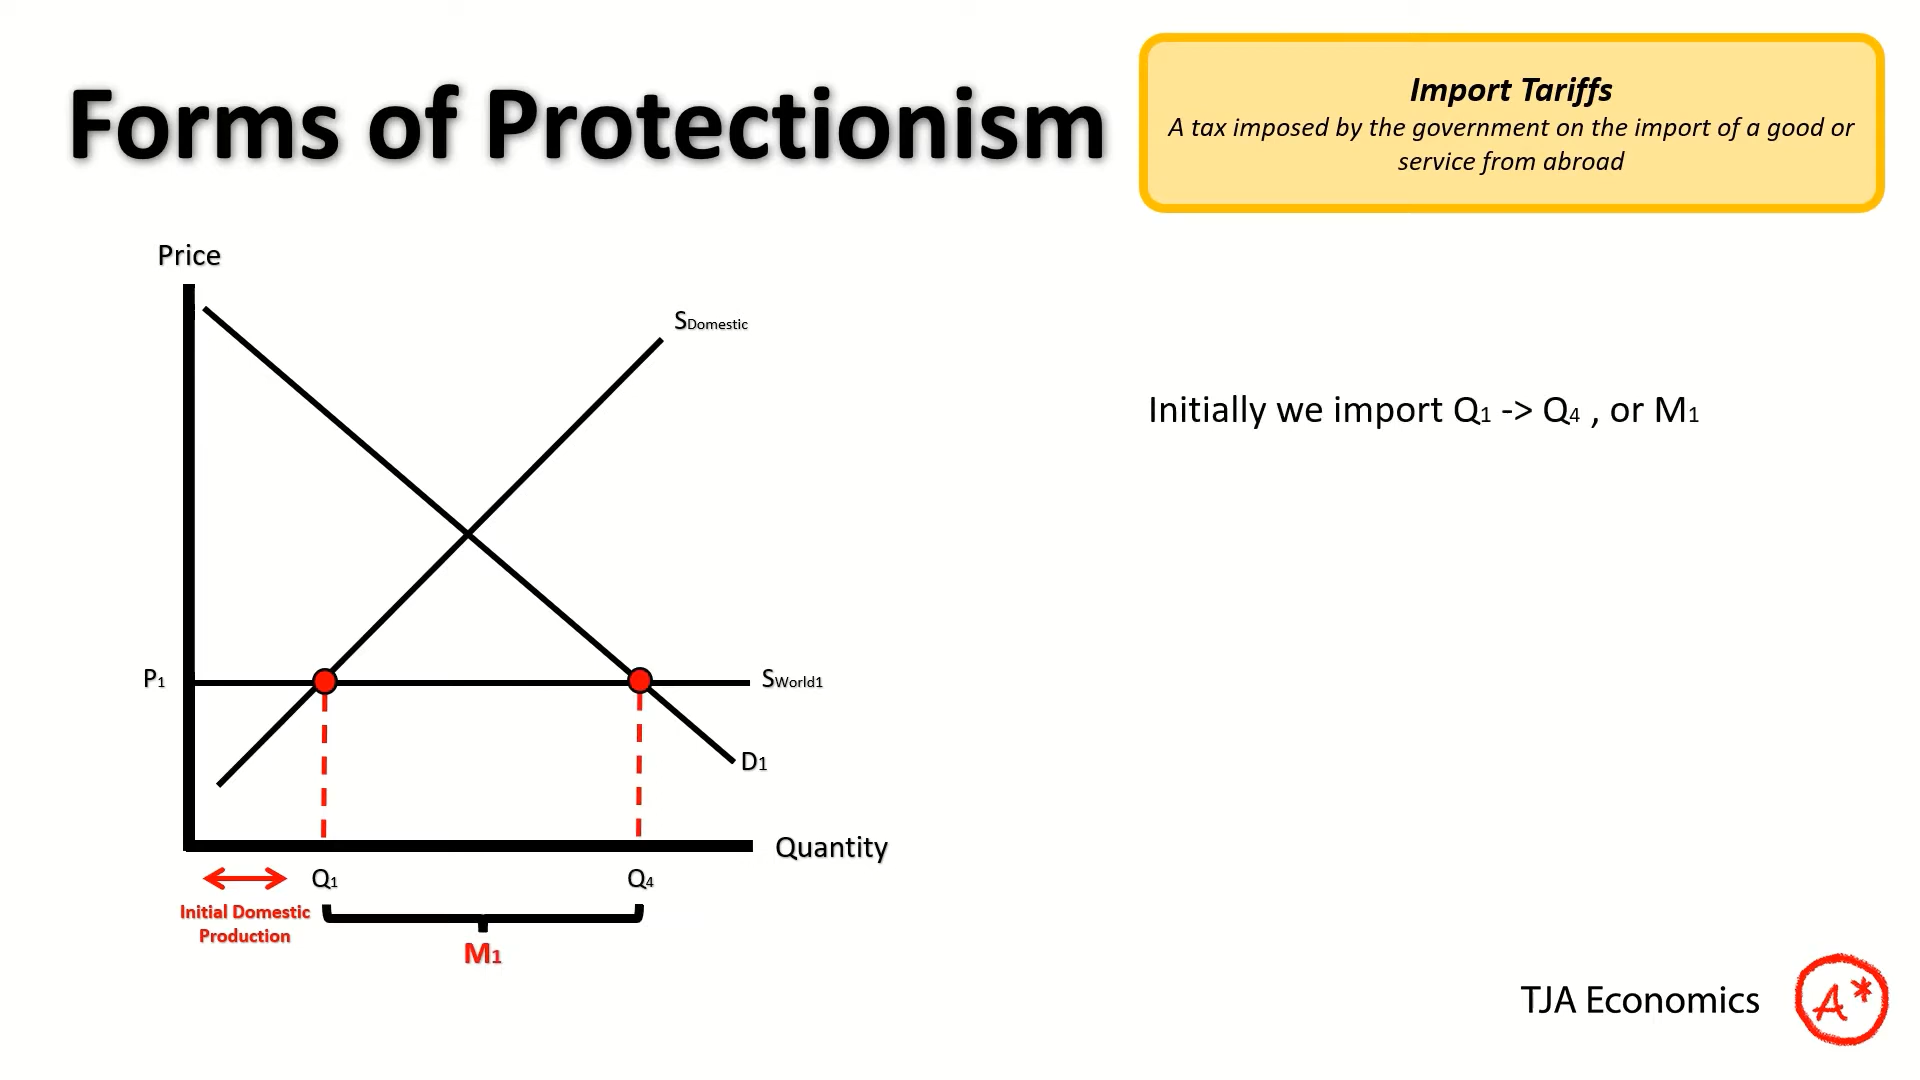 Forms of Protectionism
Import Tariffs
A tax imposed by the government on the import of a good or
service from abroad
Price
SDomestic
Initially we import Q1 -> Q4 , or M1
P1
SWorld1
D1
Quantity
Q1
Q4
Initial Domestic
Production
M1
TJA Economics
A*